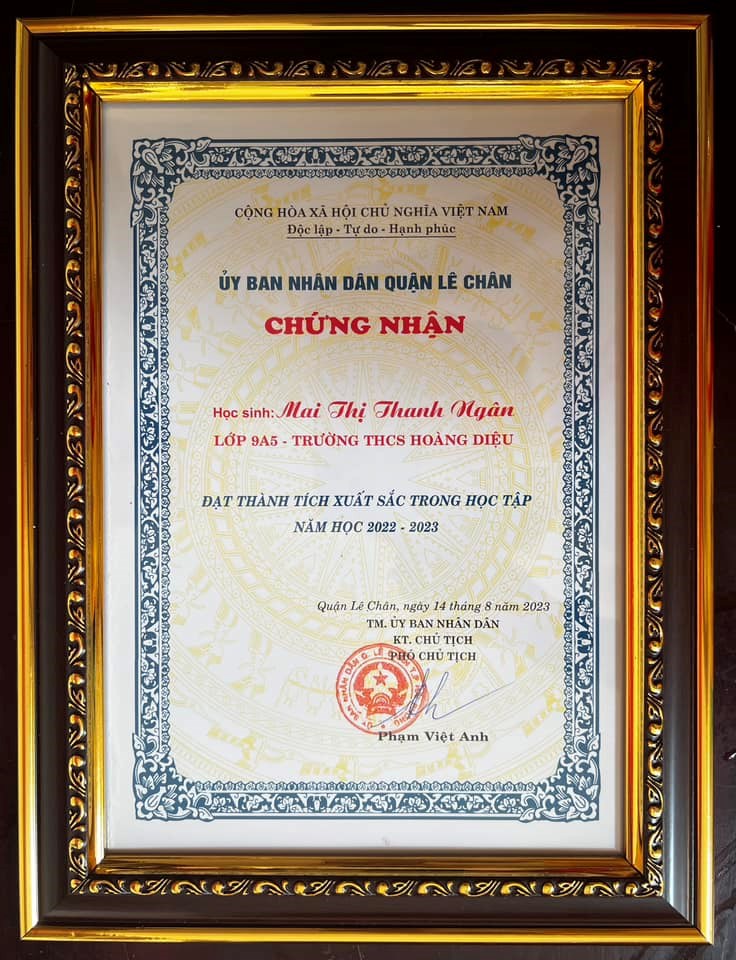 CỘNG HÒA XÃ HỘI CHỦ NGHĨA VIỆT NAM
Độc lập - Tự do - Hạnh phúc
ỦY BAN NHÂN DÂN QUẬN LÊ CHÂN
CHỨNG NHẬN
Học sinh: Mai Thị Thanh Ngân
LỚP 9A5 - TRƯỜNG THCS HOÀNG DIỆU
ĐẠT THÀNH TÍCH XUẤT SẮC TRONG HỌC TẬP
NĂM HỌC 2022 - 2023
Quận Lê Chân, ngày 14 tháng 8 năm 2023
TM. ỦY BAN NHÂN DÂN
KT. CHỦ TỊCH
PHÓ CHỦ TỊCH
Phạm Việt Anh